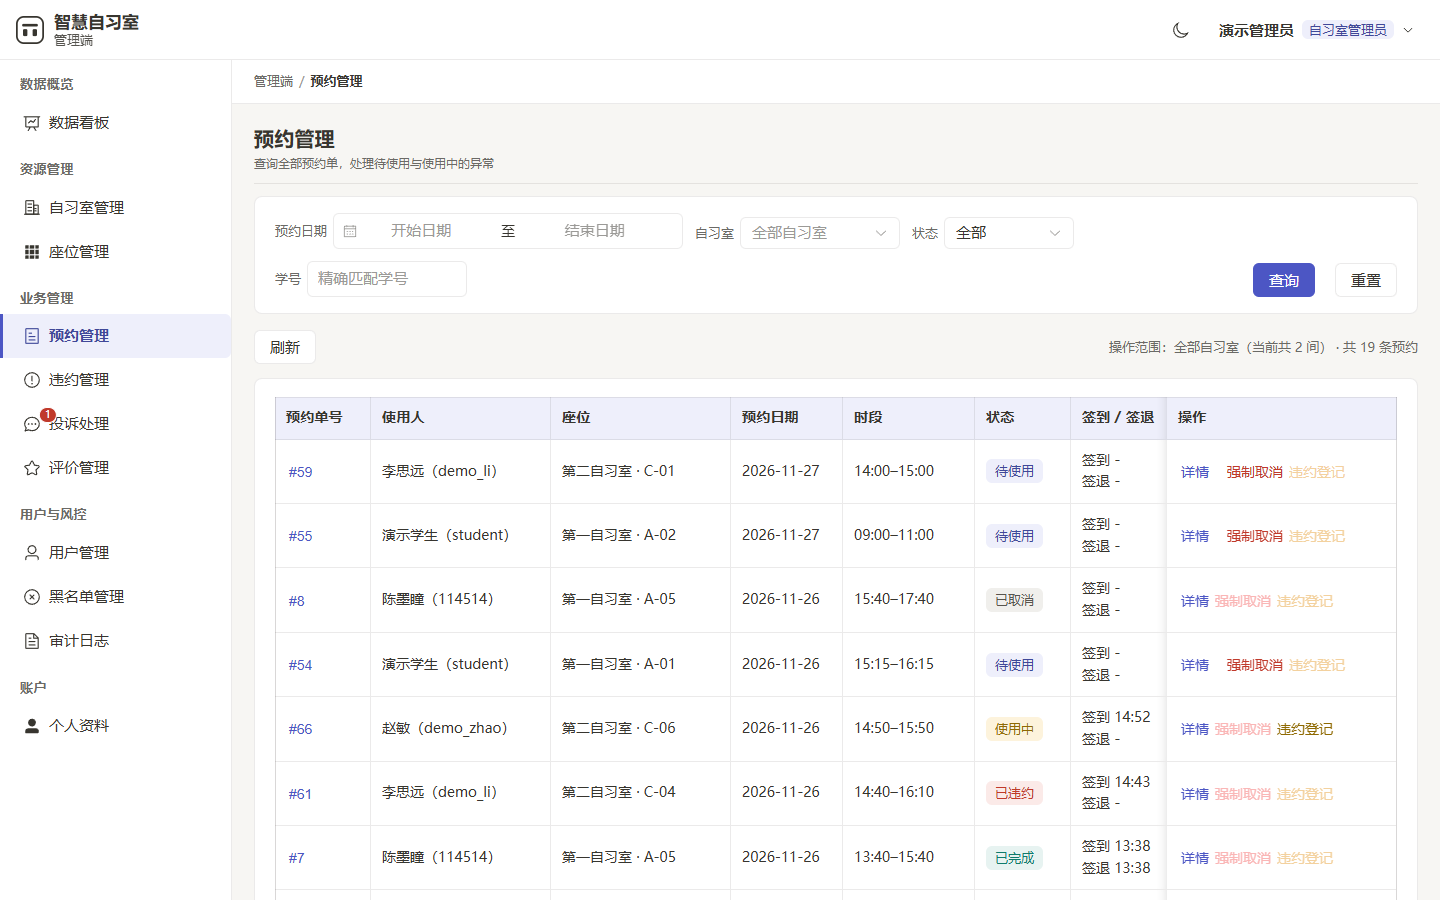 智慧自习室
管理端
演示管理员 自习室管理员
数据概览
数据看板
资源管理
自习室管理
座位管理
业务管理
预约管理
违约管理
1
投诉处理
评价管理
用户与风控
用户管理
黑名单管理
审计日志
账户
个人资料
管理端 / 预约管理
预约管理
查询全部预约单，处理待使用与使用中的异常
预约日期 开始日期 至 结束日期 自习室 全部自习室 状态 全部
学号 精确匹配学号 查询 重置
刷新 操作范围：全部自习室（当前共 2 间） · 共 19 条预约
预约单号 使用人 座位 预约日期 时段 状态 签到 / 签退 操作
#59 李思远（demo_li） 第二自习室 · C-01 2026-11-27 14:00–15:00 待使用 签到 - 详情 强制取消 违约登记
签退 -
#55 演示学生（student） 第一自习室 · A-02 2026-11-27 09:00–11:00 待使用 签到 - 详情 强制取消 违约登记
签退 -
#8 陈墨瞳（114514） 第一自习室 · A-05 2026-11-26 15:40–17:40 已取消 签到 - 详情 强制取消 违约登记
签退 -
#54 演示学生（student） 第一自习室 · A-01 2026-11-26 15:15–16:15 待使用 签到 - 详情 强制取消 违约登记
签退 -
#66 赵敏（demo_zhao） 第二自习室 · C-06 2026-11-26 14:50–15:50 使用中 签到 14:52 详情 强制取消 违约登记
签退 -
#61 李思远（demo_li） 第二自习室 · C-04 2026-11-26 14:40–16:10 已违约 签到 14:43 详情 强制取消 违约登记
签退 -
#7 陈墨瞳（114514） 第一自习室 · A-05 2026-11-26 13:40–15:40 已完成 签到 13:38 详情 强制取消 违约登记
签退 13:38